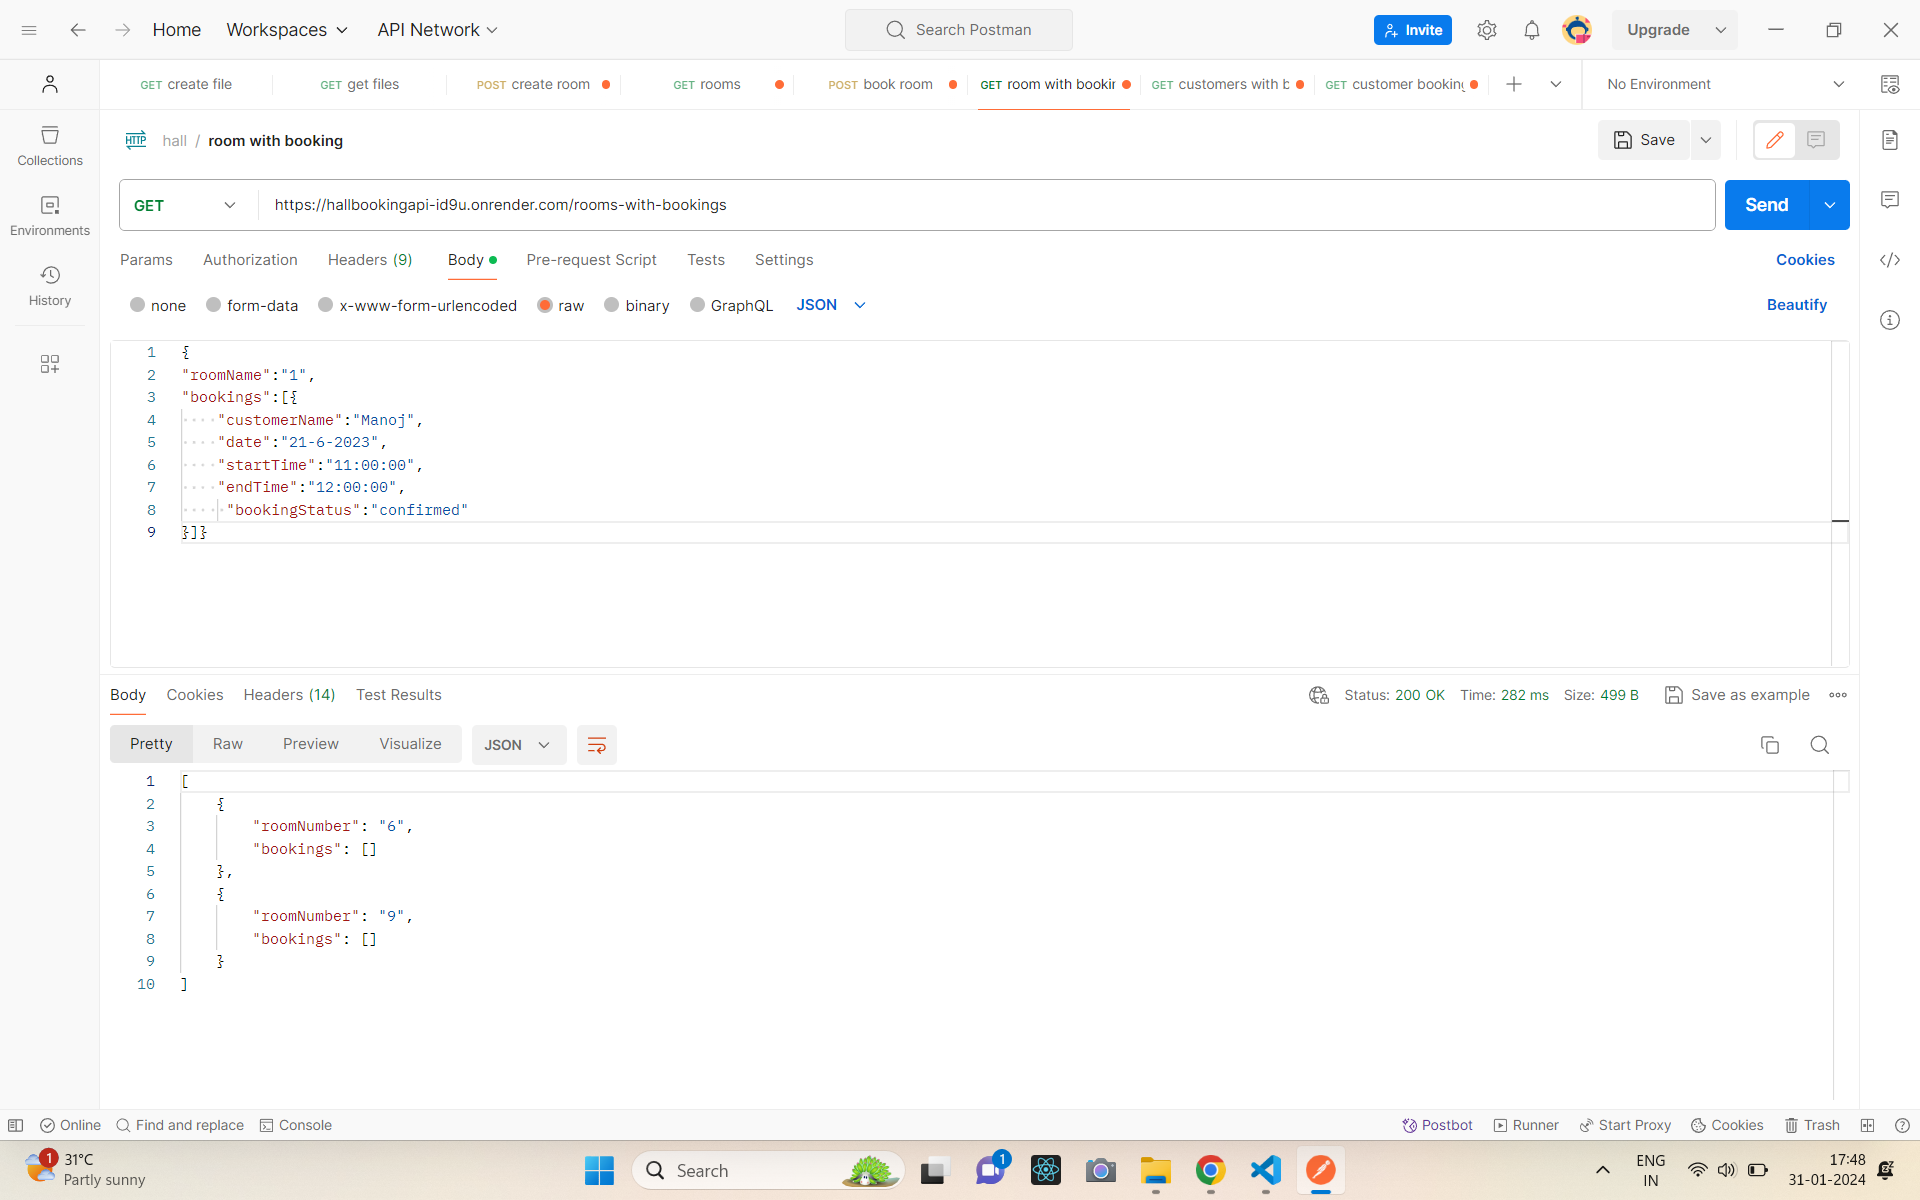 Home Workspaces API Network Search Postman Invite Upgrade
GET create file GET get files POST create room GET rooms POST book room GET room with bookin GET customers with b GET customer booking No Environment
HTTP hall / room with booking Save
Collections
GET https://hallbookingapi-id9u.onrender.com/rooms-with-bookings Send
Environments
Params Authorization Headers (9) Body Pre-request Script Tests Settings Cookies
History
none form-data x-www-form-urlencoded raw binary GraphQL JSON Beautify
1 {
2 "roomName":"1",
3 "bookings":[{
4 "customerName":"Manoj",
5 "date":"21-6-2023",
6 "startTime":"11:00:00",
7 "endTime":"12:00:00",
8 "bookingStatus":"confirmed"
9 }]}
Body Cookies Headers (14) Test Results Status: 200 OK Time: 282 ms Size: 499 B Save as example
Pretty Raw Preview Visualize JSON
1 [
2 {
3 "roomNumber": "6",
4 "bookings": []
5 },
6 {
7 "roomNumber": "9",
8 "bookings": []
9 }
10 ]
Online Find and replace Console Postbot Runner Start Proxy Cookies Trash
1 31°C
Partly sunny
Search
1
ENG
IN
17:48
31-01-2024